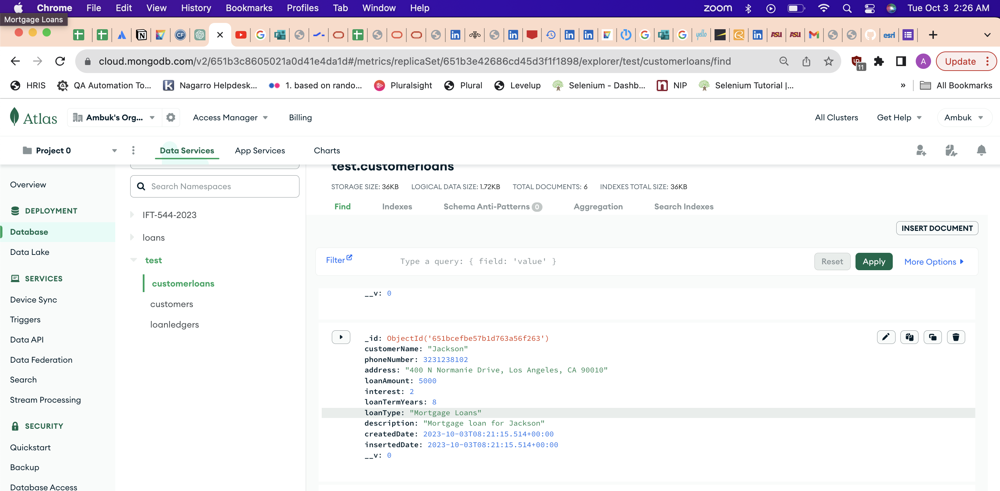 Chrome File Edit View History Bookmarks Profiles Tab Window Help zoom Tue Oct 3 2:26 AM
Mortgage Loans
N CF G F in in in in G F G yello in ASU ASU esri
cloud.mongodb.com/v2/651b3c8605021a0d41e4da1d#/metrics/replicaSet/651b3e42686cd45d3f1f1898/explorer/test/customerloans/find 11 A Update
HRIS QA Automation To... Nagarro Helpdesk... 1. based on rando... Pluralsight Plural Levelup Selenium - Dashb... NIP Selenium Tutorial |... » All Bookmarks
Atlas Ambuk's Org... Access Manager Billing All Clusters Get Help Ambuk
Project 0 Data Services App Services Charts
test.customerloans
Overview
Search Namespaces
STORAGE SIZE: 36KB LOGICAL DATA SIZE: 1.72KB TOTAL DOCUMENTS: 6 INDEXES TOTAL SIZE: 36KB
Find Indexes Schema Anti-Patterns 0 Aggregation Search Indexes
DEPLOYMENT
IFT-544-2023
INSERT DOCUMENT
Database
loans
Data Lake
test
Filter Type a query: { field: 'value' } Reset Apply More Options
SERVICES
customerloans
__v: 0
Device Sync
customers
Triggers
loanledgers
Data API
_id: ObjectId('651bcefbe57b1d763a56f263')
customerName: "Jackson"
Data Federation
phoneNumber: 3231238102
address: "400 N Normanie Drive, Los Angeles, CA 90010"
Search
loanAmount: 5000
interest: 2
Stream Processing
loanTermYears: 8
loanType: "Mortgage Loans"
SECURITY
description: "Mortgage loan for Jackson"
createdDate: 2023-10-03T08:21:15.514+00:00
Quickstart
insertedDate: 2023-10-03T08:21:15.514+00:00
__v: 0
Backup
Database Access